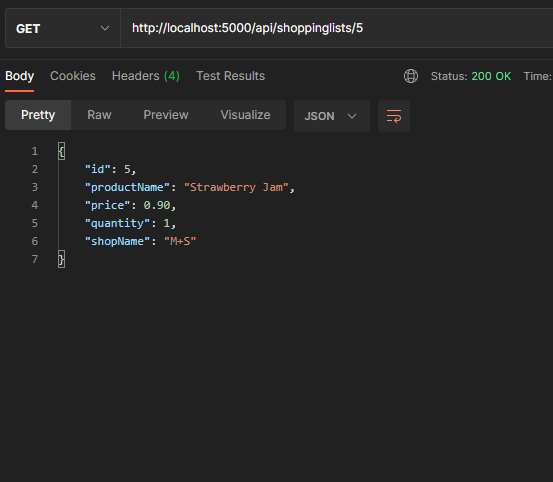 GET http://localhost:5000/api/shoppinglists/5
Body Cookies Headers (4) Test Results Status: 200 OK Time:
Pretty Raw Preview Visualize JSON
1 {
2 "id": 5,
3 "productName": "Strawberry Jam",
4 "price": 0.90,
5 "quantity": 1,
6 "shopName": "M+S"
7 }